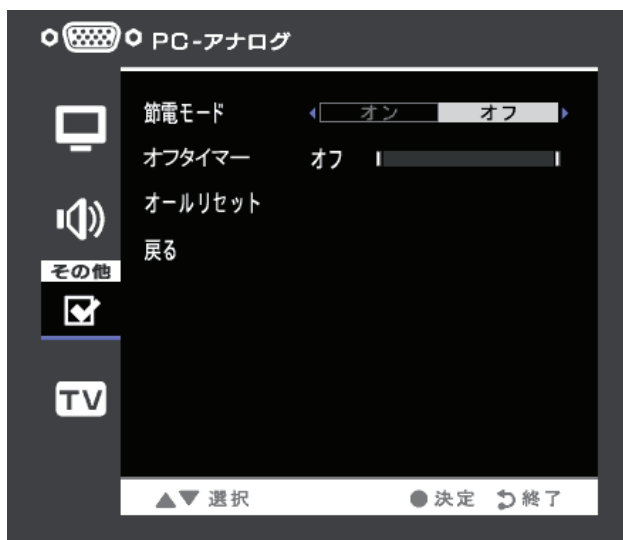 PC-アナログ
節電モード オン オフ
オフタイマー オフ
オールリセット
戻る
その他
TV
▲▼ 選択 ●決定 終了